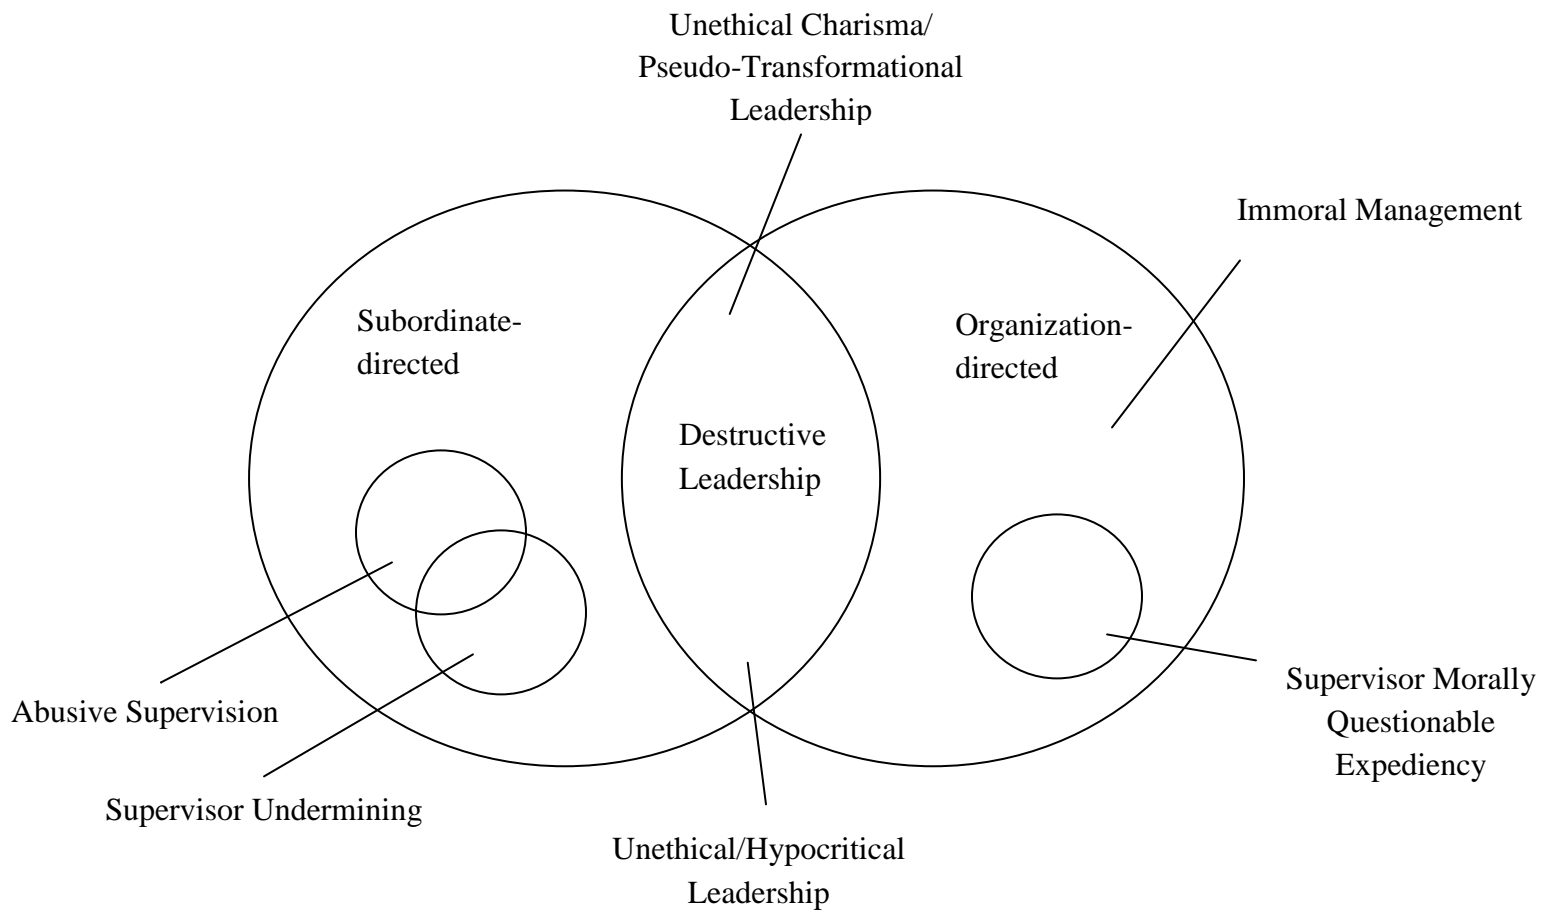 Unethical Charisma/
Pseudo-Transformational
Leadership
Immoral Management
Subordinate-
directed
Organization-
directed
Destructive
Leadership
Abusive Supervision
Supervisor Undermining
Supervisor Morally
Questionable
Expediency
Unethical/Hypocritical
Leadership